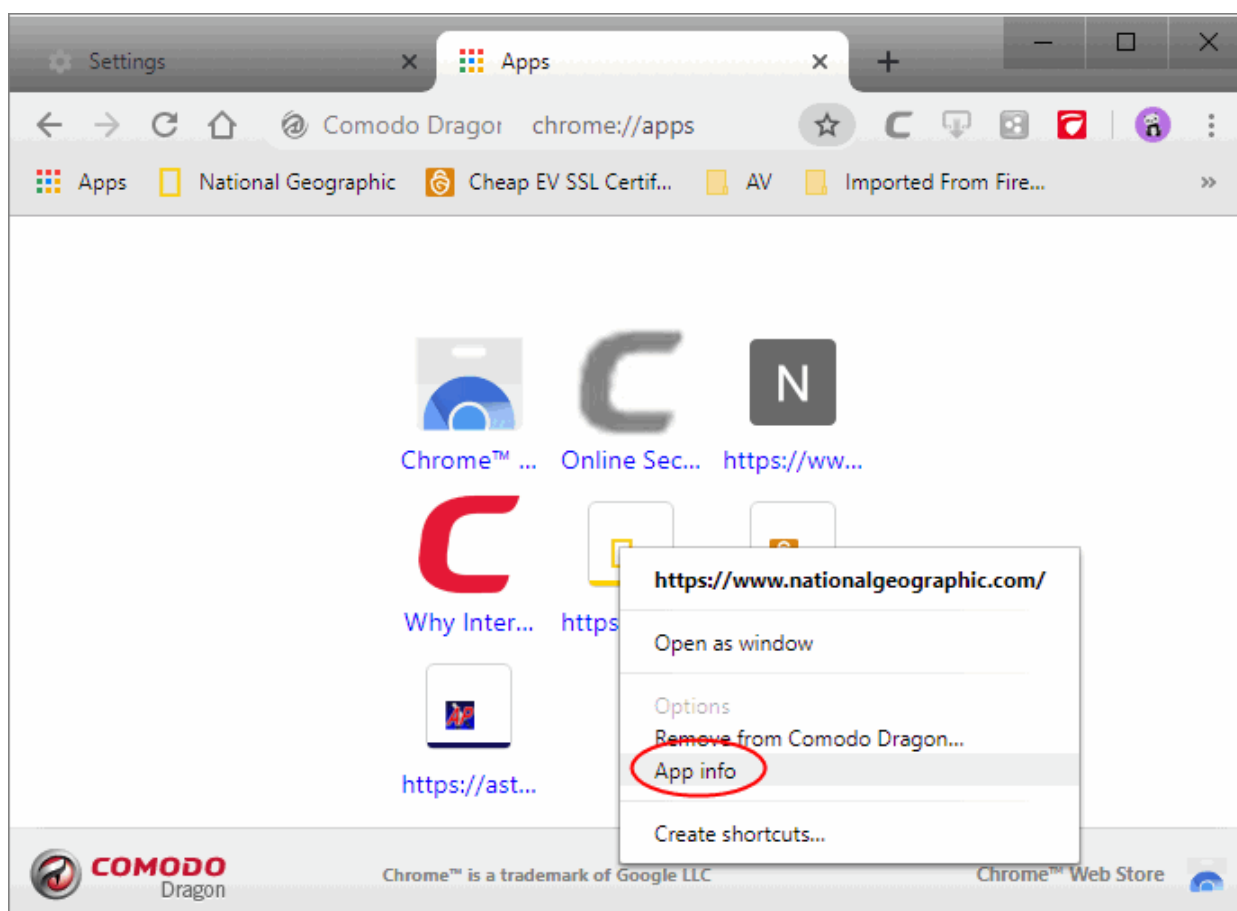 Settings
Apps
Comodo Dragor chrome://apps
Apps National Geographic Cheap EV SSL Certif... AV Imported From Fire...
N
Chrome™ ... Online Sec... https://ww...
Why Inter... https
https://www.nationalgeographic.com/
Open as window
Options
Remove from Comodo Dragon...
App info
AP
https://ast...
Create shortcuts...
COMODO
Dragon
Chrome™ is a trademark of Google LLC
Chrome™ Web Store